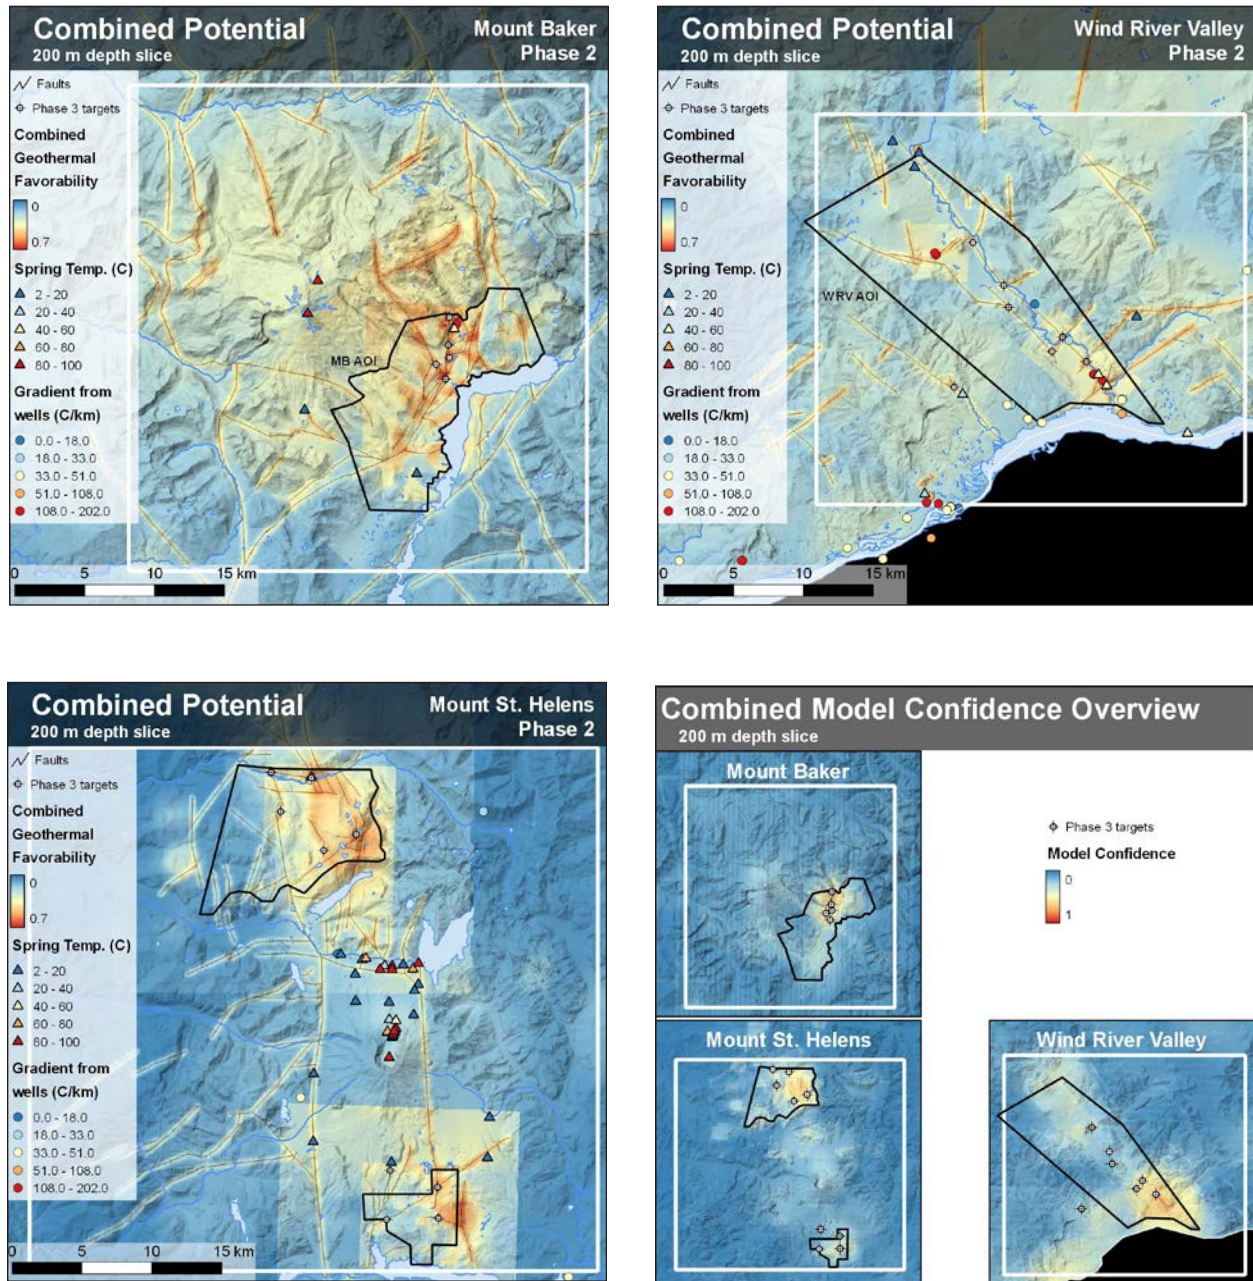 Combined Potential
200 m depth slice
Mount Baker
Phase 2
Faults
Phase 3 targets
Combined
Geothermal
Favorability
0
0.7
Spring Temp. (C)
2 - 20
20 - 40
40 - 60
60 - 80
80 - 100
Gradient from
wells (C/km)
0.0 - 18.0
18.0 - 33.0
33.0 - 51.0
51.0 - 108.0
108.0 - 202.0
MB AOI
0 5 10 15 km
Combined Potential
200 m depth slice
Wind River Valley
Phase 2
Faults
Phase 3 targets
Combined
Geothermal
Favorability
0
0.7
Spring Temp. (C)
2 - 20
20 - 40
40 - 60
60 - 80
80 - 100
Gradient from
wells (C/km)
0.0 - 18.0
18.0 - 33.0
33.0 - 51.0
51.0 - 108.0
108.0 - 202.0
WRV AOI
0 5 10 15 km
Combined Potential
200 m depth slice
Mount St. Helens
Phase 2
Faults
Phase 3 targets
Combined
Geothermal
Favorability
0
0.7
Spring Temp. (C)
2 - 20
20 - 40
40 - 60
60 - 80
80 - 100
Gradient from
wells (C/km)
0.0 - 18.0
18.0 - 33.0
33.0 - 51.0
51.0 - 108.0
108.0 - 202.0
0 5 10 15 km
Combined Model Confidence Overview
200 m depth slice
Mount Baker
Phase 3 targets
Model Confidence
0
1
Mount St. Helens
Wind River Valley